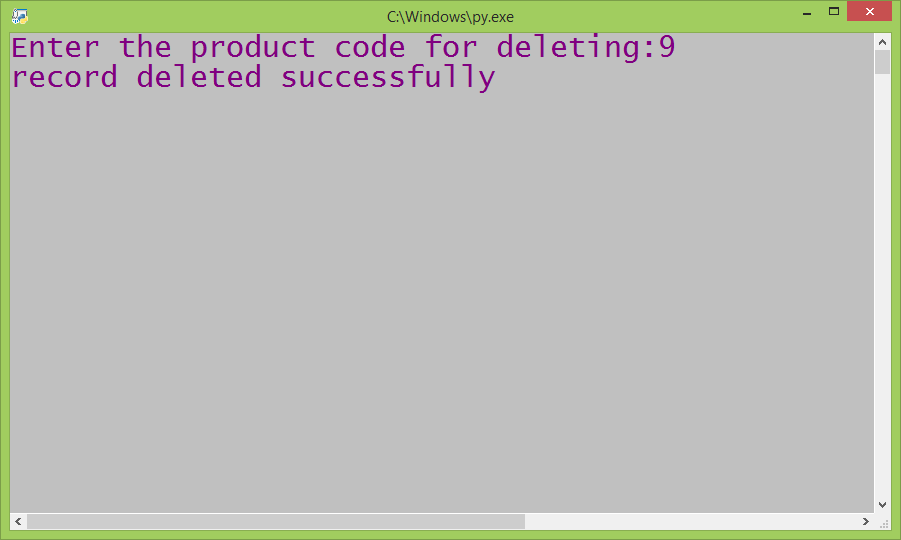 C:\Windows\py.exe
Enter the product code for deleting:9
record deleted successfully